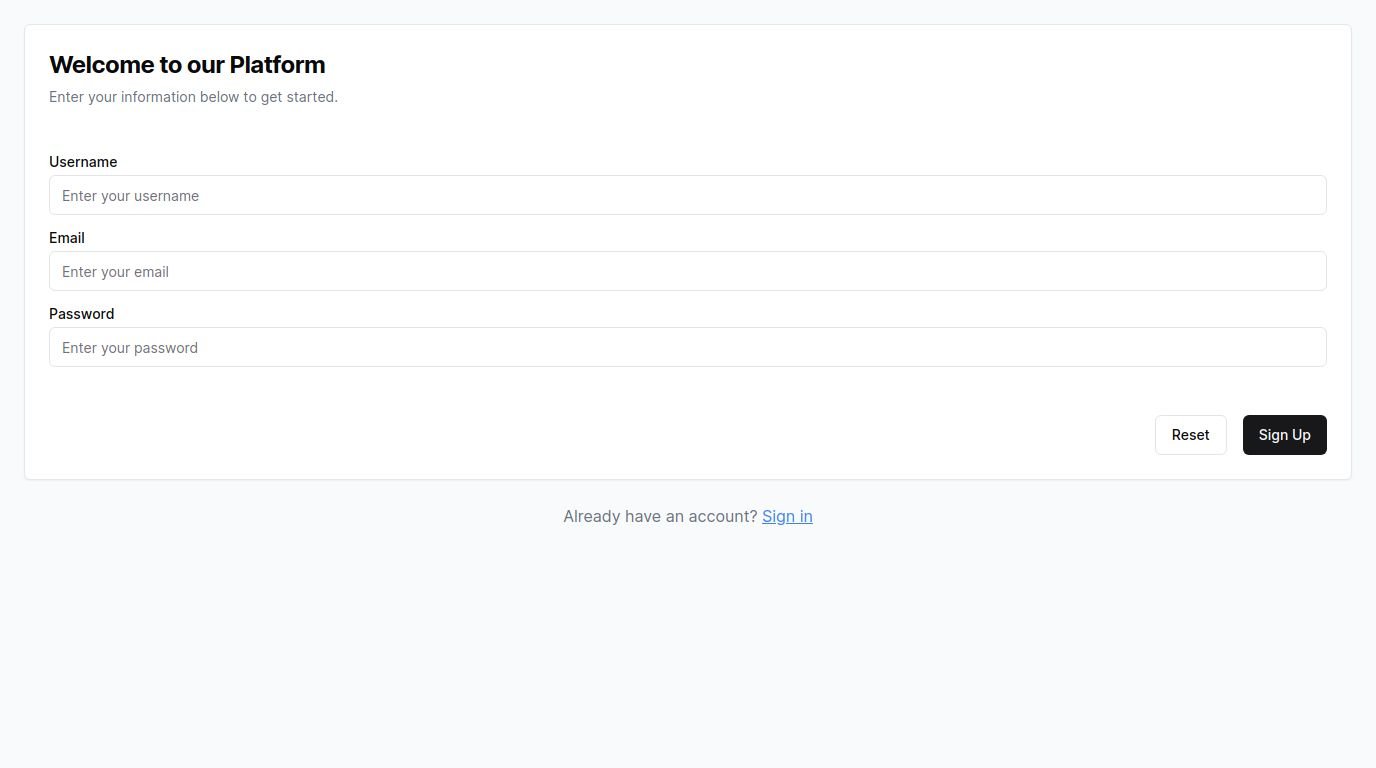 Welcome to our Platform
Enter your information below to get started.
Username
Enter your username
Email
Enter your email
Password
Enter your password
Reset
Sign Up
Already have an account? Sign in